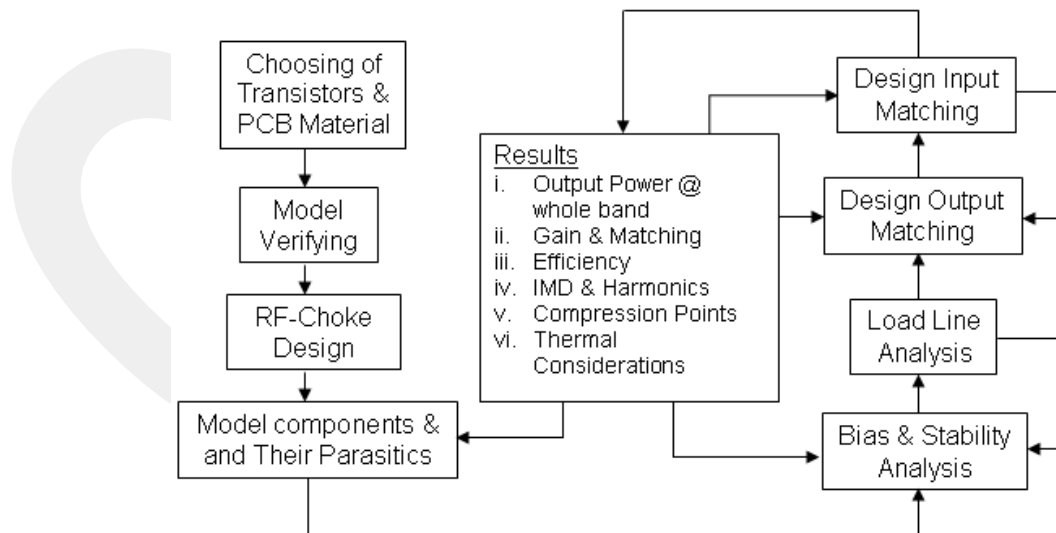 Choosing of
Transistors &
PCB Material
Model
Verifying
RF-Choke
Design
Model components &
and Their Parasitics
Results
i. Output Power @
whole band
ii. Gain & Matching
iii. Efficiency
iv. IMD & Harmonics
v. Compression Points
vi. Thermal
Considerations
Design Input
Matching
Design Output
Matching
Load Line
Analysis
Bias & Stability
Analysis